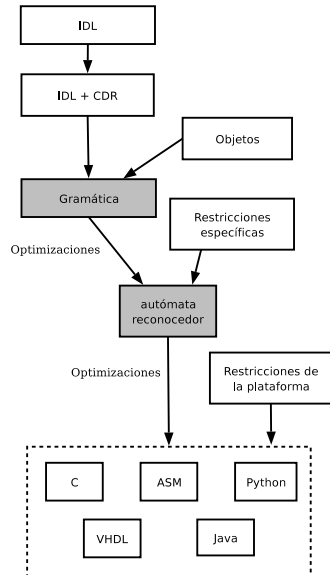 IDL
IDL + CDR
Objetos
Gramática
Restricciones
específicas
Optimizaciones
autómata
reconocedor
Restricciones de
la plataforma
Optimizaciones
C
ASM
Python
VHDL
Java